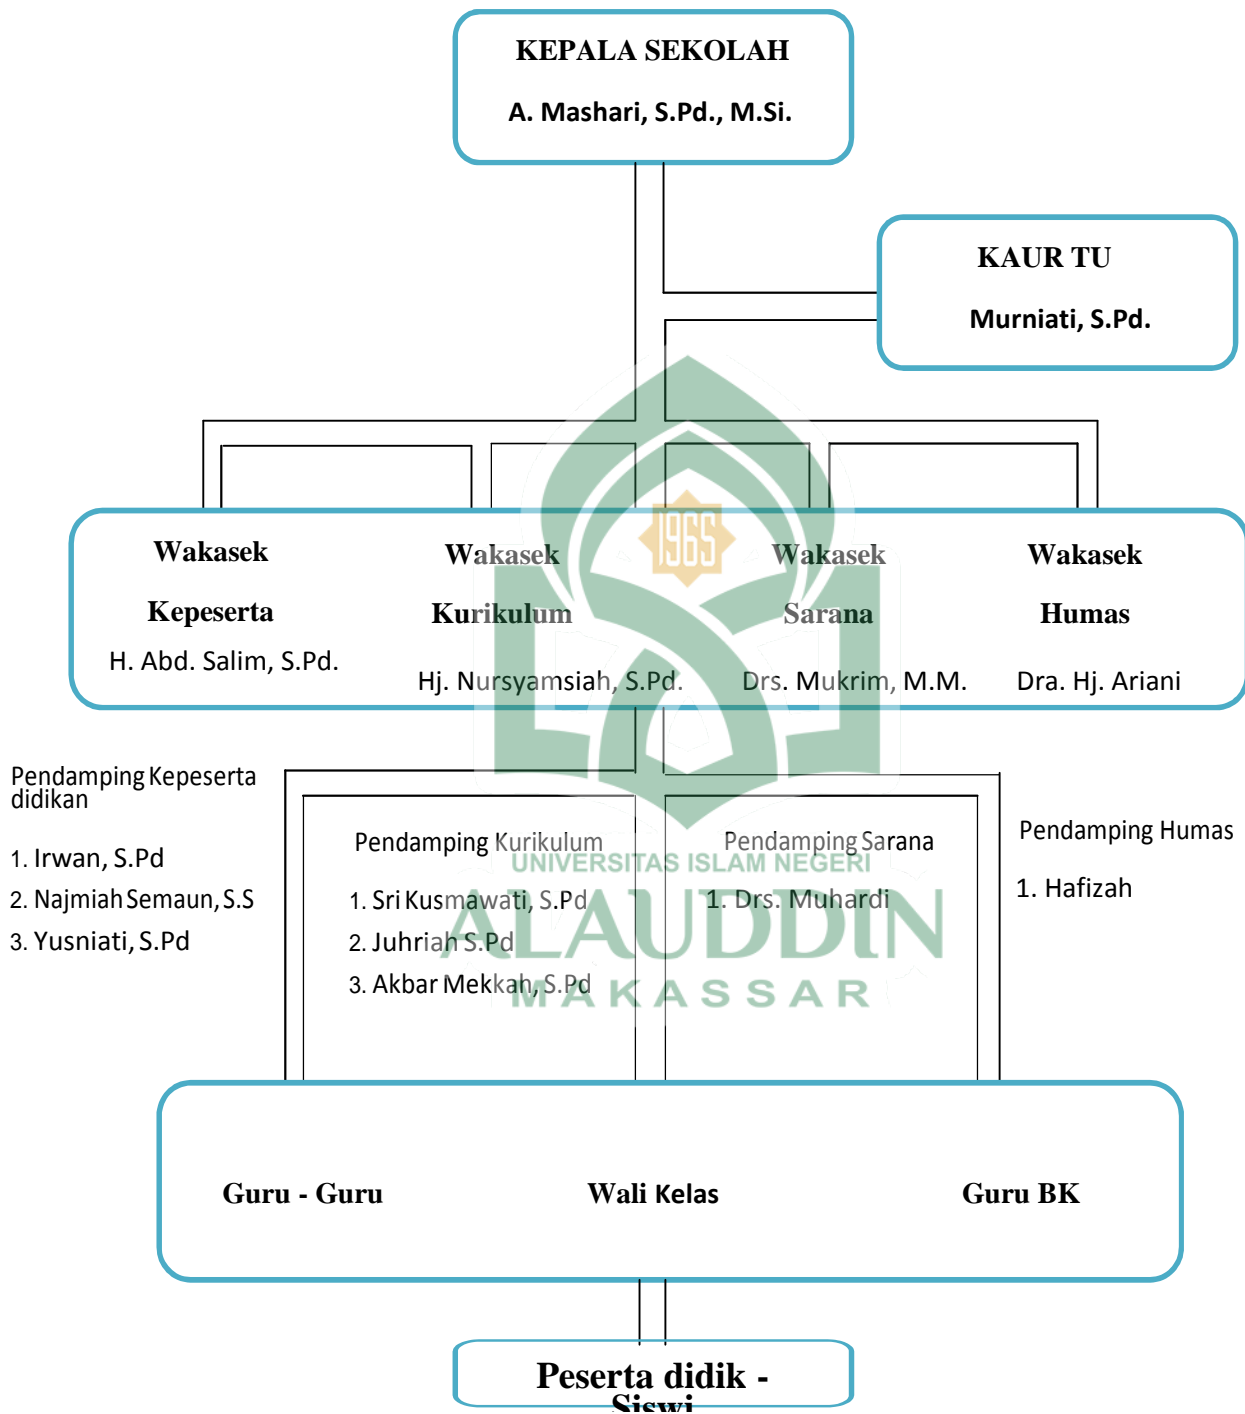 KEPALA SEKOLAH
A. Mashari, S.Pd., M.Si.
KAUR TU
Murniati, S.Pd.
1965
Wakasek
Kepeserta
H. Abd. Salim, S.Pd.
Wakasek
Kurikulum
Hj. Nursyamsiah, S.Pd.
Wakasek
Sarana
Drs. Mukrim, M.M.
Wakasek
Humas
Dra. Hj. Ariani
Pendamping Kepeserta
didikan
1. Irwan, S.Pd
2. Najmiah Semaun, S.S
3. Yusniati, S.Pd
Pendamping Kurikulum
1. Sri Kusmawati, S.Pd
2. Juhriah S.Pd
3. Akbar Mekkah, S.Pd
Pendamping Sarana
1. Drs. Muhardi
Pendamping Humas
1. Hafizah
UNIVERSITAS ISLAM NEGERI
ALAUDDIN
MAKASSAR
Guru - Guru
Wali Kelas
Guru BK
Peserta didik -
Siswi